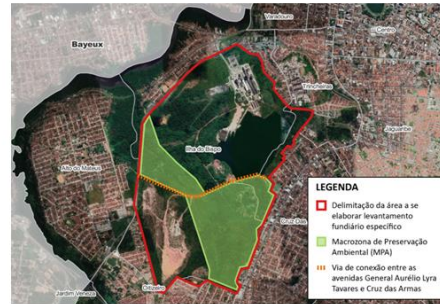 Varadouro
Centro
Bayeux
Trincheiras
Jaguaribe
Ilha do Bispo
Alto do Mateus
Cruz Das
Oitizeiro
Jardim Veneza
LEGENDA
Delimitação da área a se
elaborar levantamento
fundiário específico
Macrozona de Preservação
Ambiental (MPA)
Via de conexão entre as
avenidas General Aurélio Lyra
Tavares e Cruz das Armas